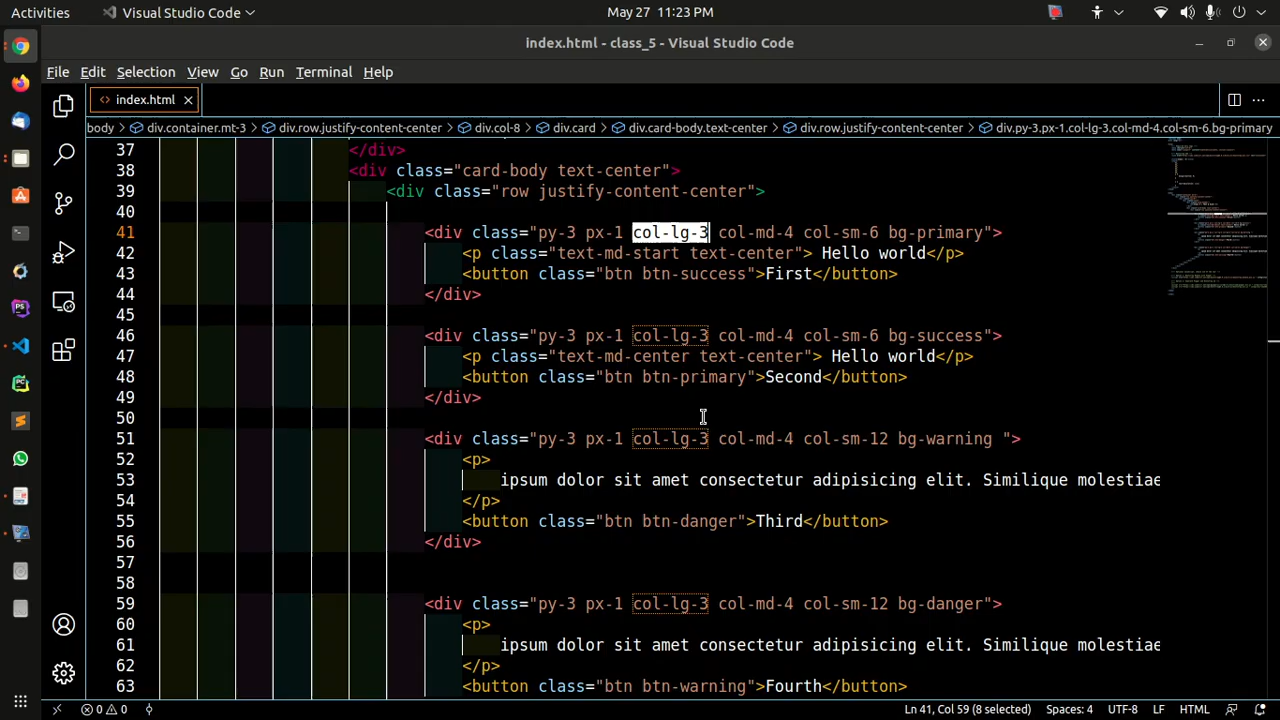 Activities
Visual Studio Code
May 27 11:23 PM
index.html - class_5 - Visual Studio Code
File Edit Selection View Go Run Terminal Help
index.html
body > div.container.mt-3 > div.row.justify-content-center > div.col-8 > div.card > div.card-body.text-center > div.row.justify-content-center > div.py-3.px-1.col-lg-3.col-md-4.col-sm-6.bg-primary
37 </div>
38 <div class="card-body text-center">
39 <div class="row justify-content-center">
40
41 <div class="py-3 px-1 col-lg-3 col-md-4 col-sm-6 bg-primary">
42 <p class="text-md-start text-center"> Hello world</p>
43 <button class="btn btn-success">First</button>
44 </div>
45
46 <div class="py-3 px-1 col-lg-3 col-md-4 col-sm-6 bg-success">
47 <p class="text-md-center text-center"> Hello world</p>
48 <button class="btn btn-primary">Second</button>
49 </div>
50
51 <div class="py-3 px-1 col-lg-3 col-md-4 col-sm-12 bg-warning ">
52 <p>
53 ipsum dolor sit amet consectetur adipisicing elit. Similique molestiae
54 </p>
55 <button class="btn btn-danger">Third</button>
56 </div>
57
58
59 <div class="py-3 px-1 col-lg-3 col-md-4 col-sm-12 bg-danger">
60 <p>
61 ipsum dolor sit amet consectetur adipisicing elit. Similique molestiae
62 </p>
63 <button class="btn btn-warning">Fourth</button>
0 0 Ln 41, Col 59 (8 selected) Spaces: 4 UTF-8 LF HTML